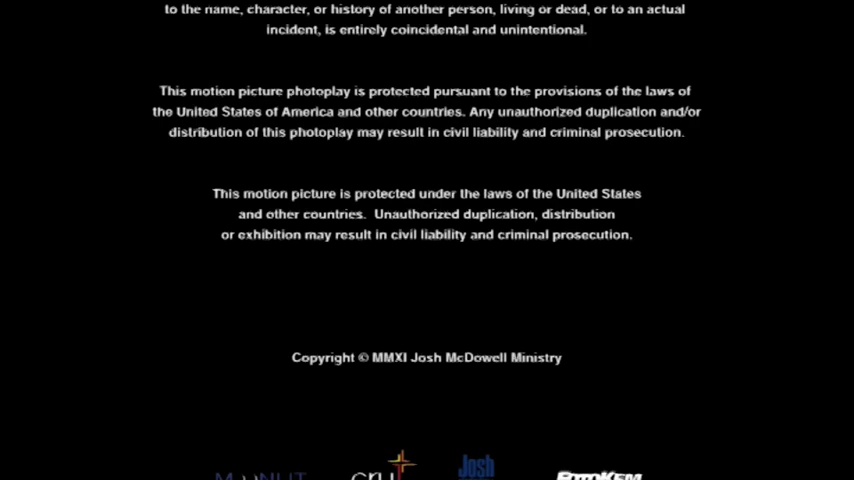 to the name, character, or history of another person, living or dead, or to an actual
incident, is entirely coincidental and unintentional.
This motion picture photoplay is protected pursuant to the provisions of the laws of
the United States of America and other countries. Any unauthorized duplication and/or
distribution of this photoplay may result in civil liability and criminal prosecution.
This motion picture is protected under the laws of the United States
and other countries. Unauthorized duplication, distribution
or exhibition may result in civil liability and criminal prosecution.
Copyright © MMXI Josh McDowell Ministry
cru Josh FOTOKEM